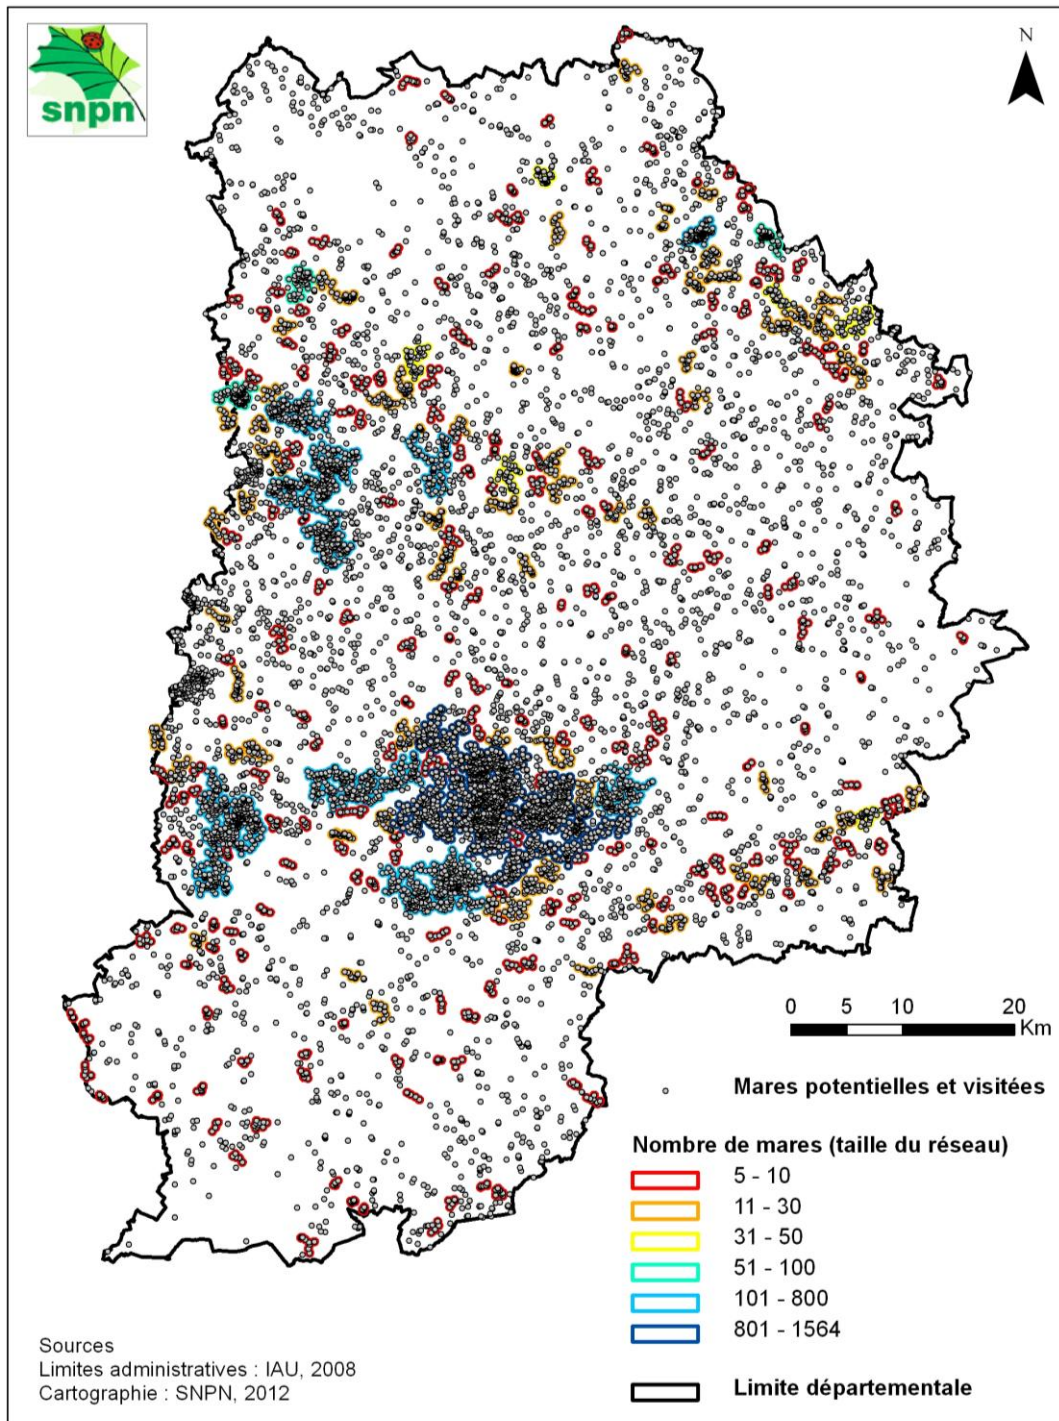 snpn
N
0 5 10 20
Km
Mares potentielles et visitées
Nombre de mares (taille du réseau)
5 - 10
11 - 30
31 - 50
51 - 100
101 - 800
801 - 1564
Limite départementale
Sources
Limites administratives : IAU, 2008
Cartographie : SNPN, 2012